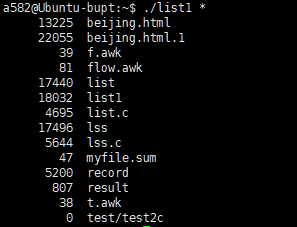 a582@Ubuntu-bupt:~$ ./list1 *
13225 beijing.html
22055 beijing.html.1
39 f.awk
81 flow.awk
17440 list
18032 list1
4695 list.c
17496 lss
5644 lss.c
47 myfile.sum
5200 record
807 result
38 t.awk
0 test/test2c